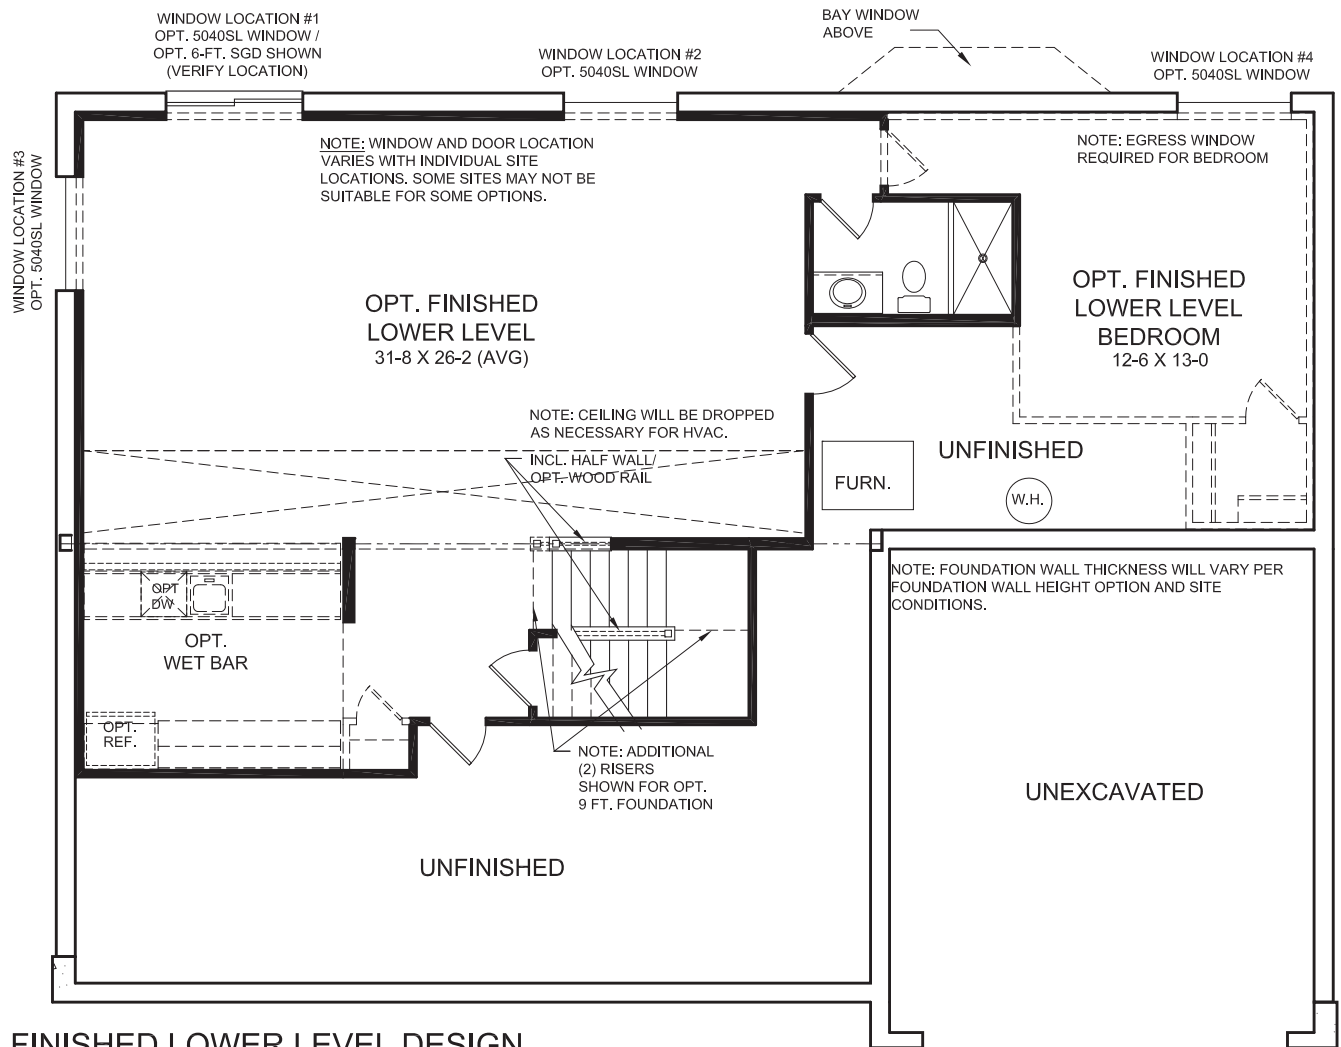 WINDOW LOCATION #1
OPT. 5040SL WINDOW /
OPT. 6-FT. SGD SHOWN
(VERIFY LOCATION)
WINDOW LOCATION #2
OPT. 5040SL WINDOW
BAY WINDOW
ABOVE
WINDOW LOCATION #4
OPT. 5040SL WINDOW
WINDOW LOCATION #3
OPT. 5040SL WINDOW
NOTE: WINDOW AND DOOR LOCATION
VARIES WITH INDIVIDUAL SITE
LOCATIONS. SOME SITES MAY NOT BE
SUITABLE FOR SOME OPTIONS.
NOTE: EGRESS WINDOW
REQUIRED FOR BEDROOM
OPT. FINISHED
LOWER LEVEL
31-8 X 26-2 (AVG)
OPT. FINISHED
LOWER LEVEL
BEDROOM
12-6 X 13-0
NOTE: CEILING WILL BE DROPPED
AS NECESSARY FOR HVAC.
INCL. HALF WALL/
OPT. WOOD RAIL
UNFINISHED
FURN.
W.H.
NOTE: FOUNDATION WALL THICKNESS WILL VARY PER
FOUNDATION WALL HEIGHT OPTION AND SITE
CONDITIONS.
OPT
DW
OPT.
WET BAR
OPT.
REF.
NOTE: ADDITIONAL
(2) RISERS
SHOWN FOR OPT.
9 FT. FOUNDATION
UNEXCAVATED
UNFINISHED
FINISHED LOWER LEVEL DESIGN